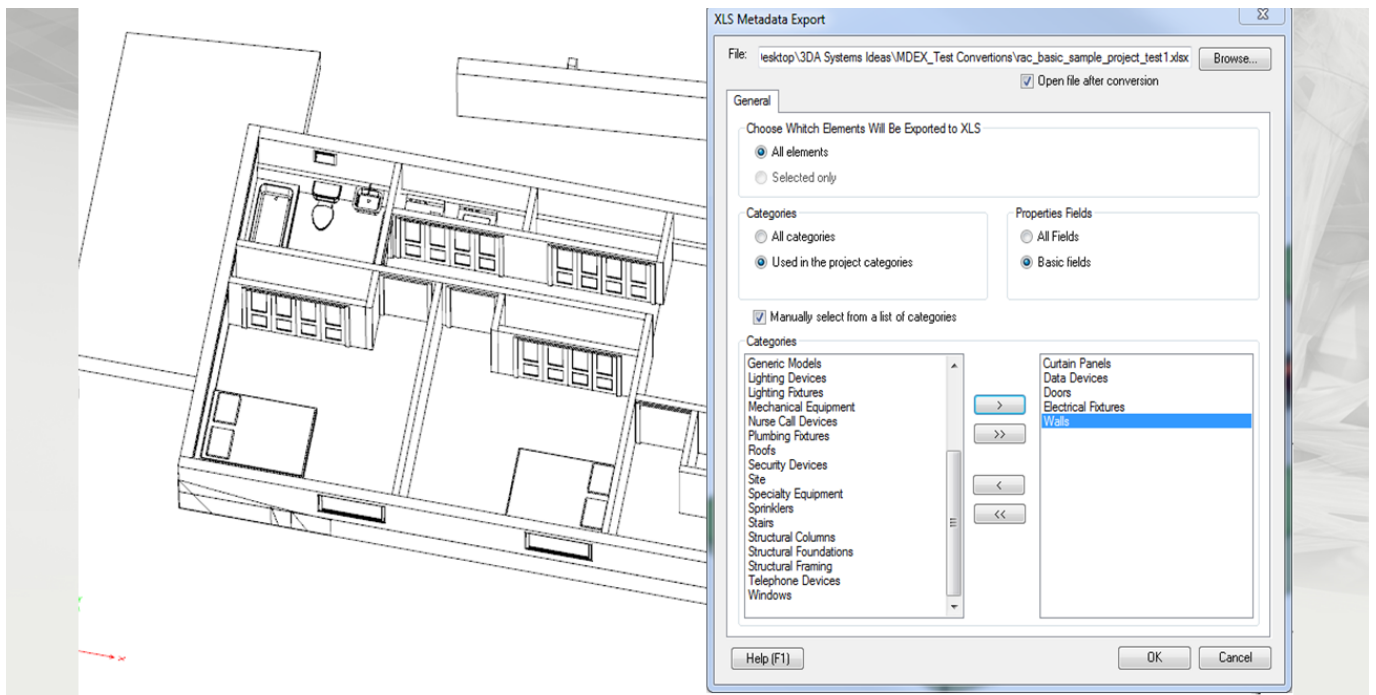 XLS Metadata Export
File: esktop\3DA Systems Ideas\MDEX_Test Convertions\rac_basic_sample_project_test1.xlsx Browse...
Open file after conversion
General
Choose Whitch Elements Will Be Exported to XLS
All elements
Selected only
Categories
All categories
Used in the project categories
Properties Fields
All Fields
Basic fields
Manually select from a list of categories
Categories
Generic Models
Lighting Devices
Lighting Fixtures
Mechanical Equipment
Nurse Call Devices
Plumbing Fixtures
Roofs
Security Devices
Site
Specialty Equipment
Sprinklers
Stairs
Structural Columns
Structural Foundations
Structural Framing
Telephone Devices
Windows
>
>>
<
<<
Curtain Panels
Data Devices
Doors
Electrical Fixtures
Walls
Help (F1) OK Cancel